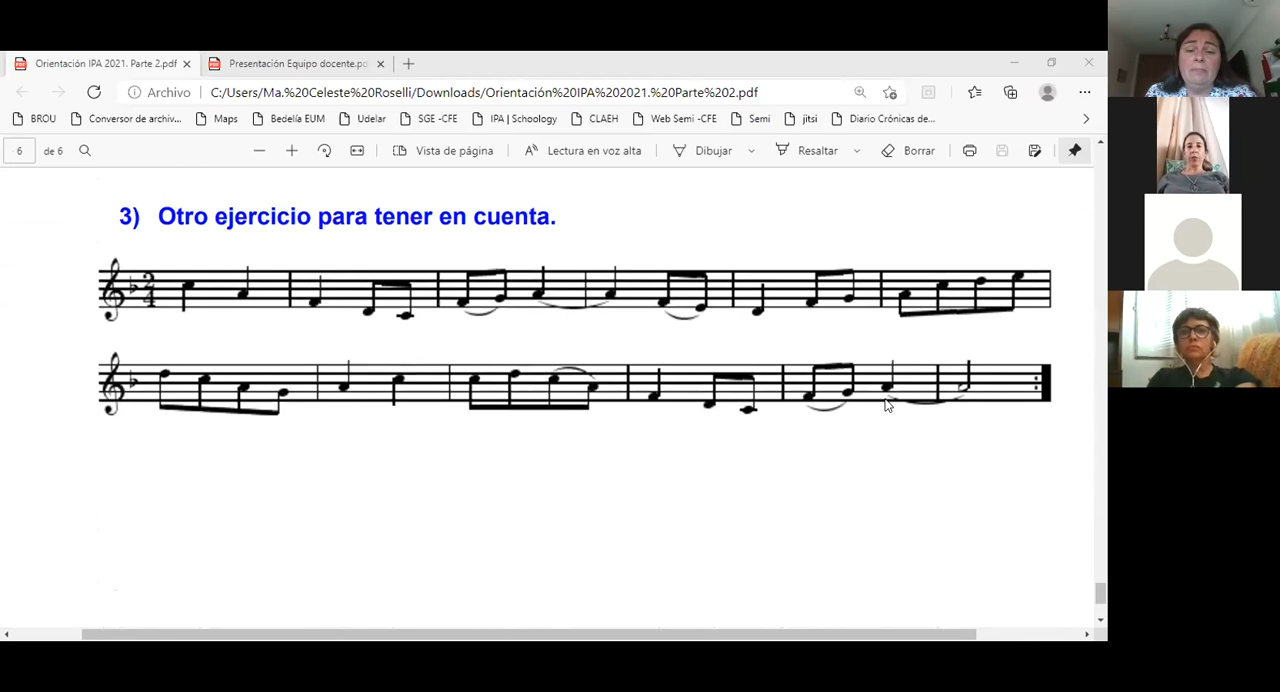 Orientación IPA 2021. Parte 2.pdf
Presentación Equipo docente.pd
Archivo C:/Users/Ma.%20Celeste%20Roselli/Downloads/Orientación%20IPA%202021.%20Parte%202.pdf
BROU Conversor de archiv... Maps Bedelía EUM Udelar SGE -CFE IPA | Schoology CLAEH Web Semi -CFE Semi jitsi Diario Crónicas de...
6 de 6 Vista de página Lectura en voz alta Dibujar Resaltar Borrar
3) Otro ejercicio para tener en cuenta.
2
4